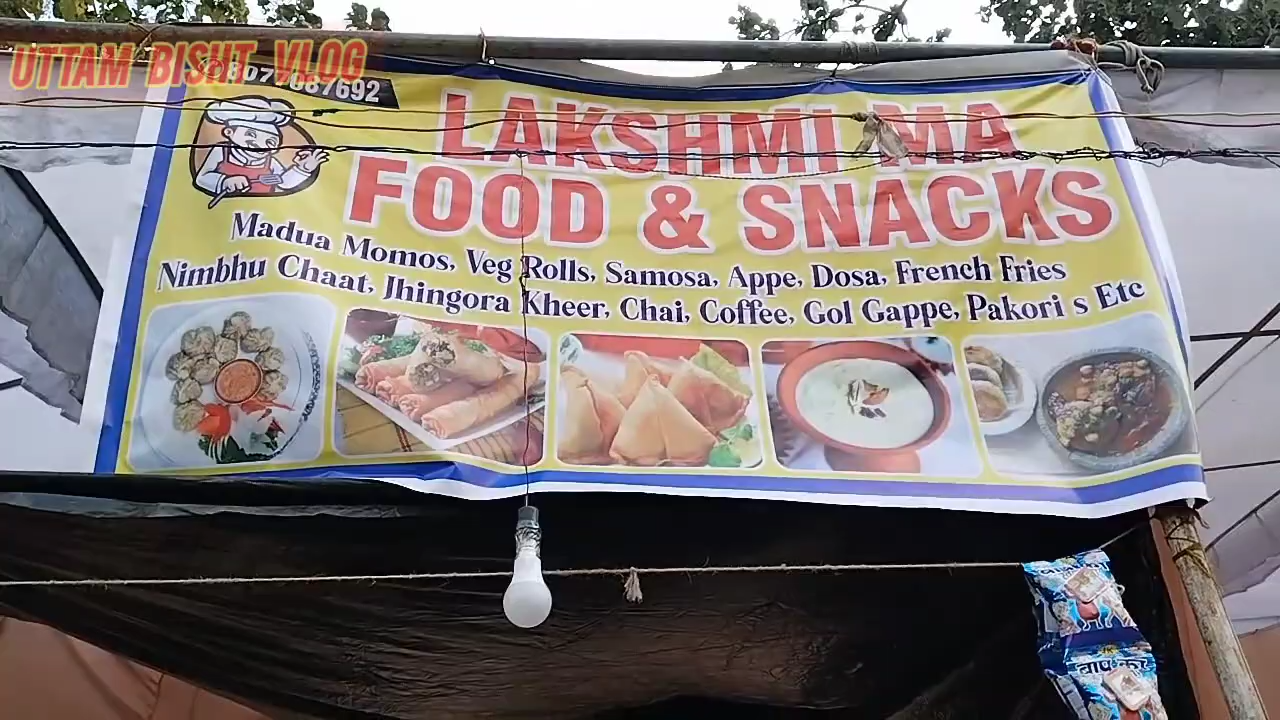 UTTAM BISHT VLOG
LAKSHMI MA
FOOD & SNACKS
Madua Momos, Veg Rolls, Samosa, Appe, Dosa, French Fries
Nimbhu Chaat, Jhingora Kheer, Chai, Coffee, Gol Gappe, Pakori s Etc